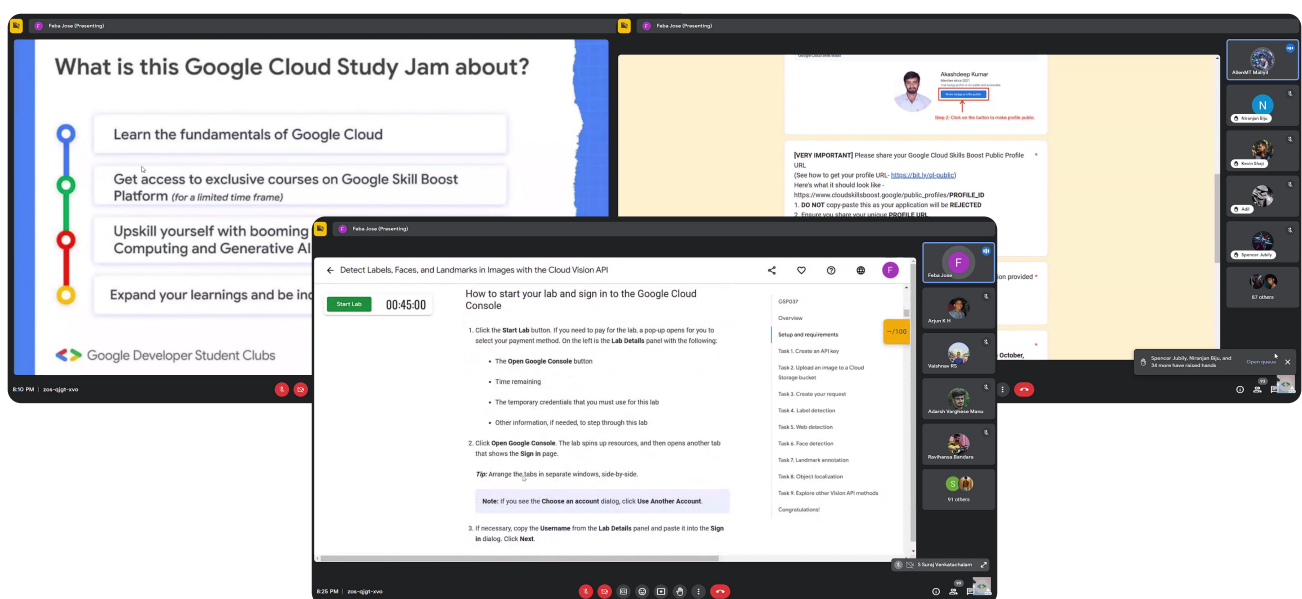 Feba Jose (Presenting)
What is this Google Cloud Study Jam about?
Learn the fundamentals of Google Cloud
Get access to exclusive courses on Google Skill Boost
Platform (for a limited time frame)
Upskill yourself with booming
Computing and Generative AI
Expand your learnings and be inc
Google Developer Student Clubs
8:10 PM | zos-qjgt-xvo
Feba Jose (Presenting)
Akashdeep Kumar
Member since 2021
Step 2: Click on the button to make profile public.
[VERY IMPORTANT] Please share your Google Cloud Skills Boost Public Profile *
URL
(See how to get your profile URL- https://bit.ly/gl-public)
Here's what it should look like -
https://www.cloudskillsboost.google/public_profiles/PROFILE_ID
1. DO NOT copy-paste this as your application will be REJECTED
2. Ensure you share your unique PROFILE URL
ion provided *
October,
AllenMT Mabyil
N
Niranjan Biju
Kevin Shaji
Adil
Spencer Jubily
87 others
Spencer Jubily, Niranjan Biju, and
34 more have raised hands
Open queue
93
Feba Jose (Presenting)
Detect Labels, Faces, and Landmarks in Images with the Cloud Vision API
F
Start Lab
00:45:00
How to start your lab and sign in to the Google Cloud
Console
1. Click the Start Lab button. If you need to pay for the lab, a pop-up opens for you to
select your payment method. On the left is the Lab Details panel with the following:
• The Open Google Console button
• Time remaining
• The temporary credentials that you must use for this lab
• Other information, if needed, to step through this lab
2. Click Open Google Console. The lab spins up resources, and then opens another tab
that shows the Sign in page.
Tip: Arrange the tabs in separate windows, side-by-side.
Note: If you see the Choose an account dialog, click Use Another Account.
3. If necessary, copy the Username from the Lab Details panel and paste it into the Sign
in dialog. Click Next.
GSP037
Overview
Setup and requirements
Task 1. Create an API key
Task 2. Upload an image to a Cloud
Storage bucket
Task 3. Create your request
Task 4. Label detection
Task 5. Web detection
Task 6. Face detection
Task 7. Landmark annotation
Task 8. Object localization
Task 9. Explore other Vision API methods
Congratulations!
--/100
F
Feba Jose
Arjun K H
Vaishnav RS
Adarsh Varghese Manu
Ravihansa Bandara
S
91 others
S Suraj Venkatachalam
8:25 PM | zos-qjgt-xvo